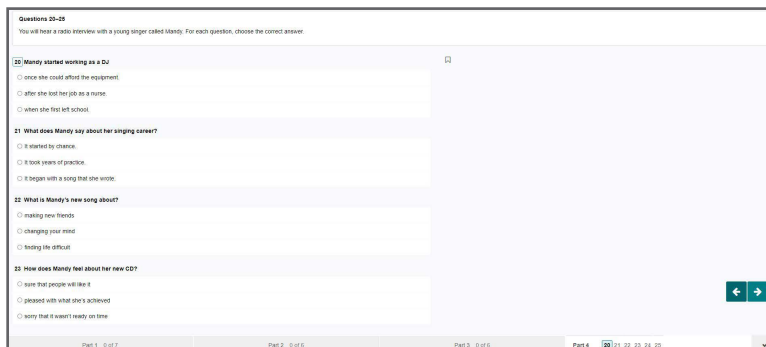 Questions 20–25
You will hear a radio interview with a young singer called Mandy. For each question, choose the correct answer.
20 Mandy started working as a DJ
once she could afford the equipment.
after she lost her job as a nurse.
when she first left school.
21 What does Mandy say about her singing career?
It started by chance.
It took years of practice.
It began with a song that she wrote.
22 What is Mandy's new song about?
making new friends
changing your mind
finding life difficult
23 How does Mandy feel about her new CD?
sure that people will like it
pleased with what she's achieved
sorry that it wasn't ready on time
Part 1 0 of 7 Part 2 0 of 6 Part 3 0 of 6 Part 4 20 21 22 23 24 25